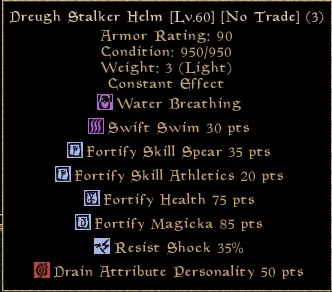 Dreugh Stalker Helm [Lv.60] [No Trade] (3)
Armor Rating: 90
Condition: 950/950
Weight: 3 (Light)
Constant Effect
Water Breathing
Swift Swim 30 pts
Fortify Skill Spear 35 pts
Fortify Skill Athletics 20 pts
Fortify Health 75 pts
Fortify Magicka 85 pts
Resist Shock 35%
Drain Attribute Personality 50 pts